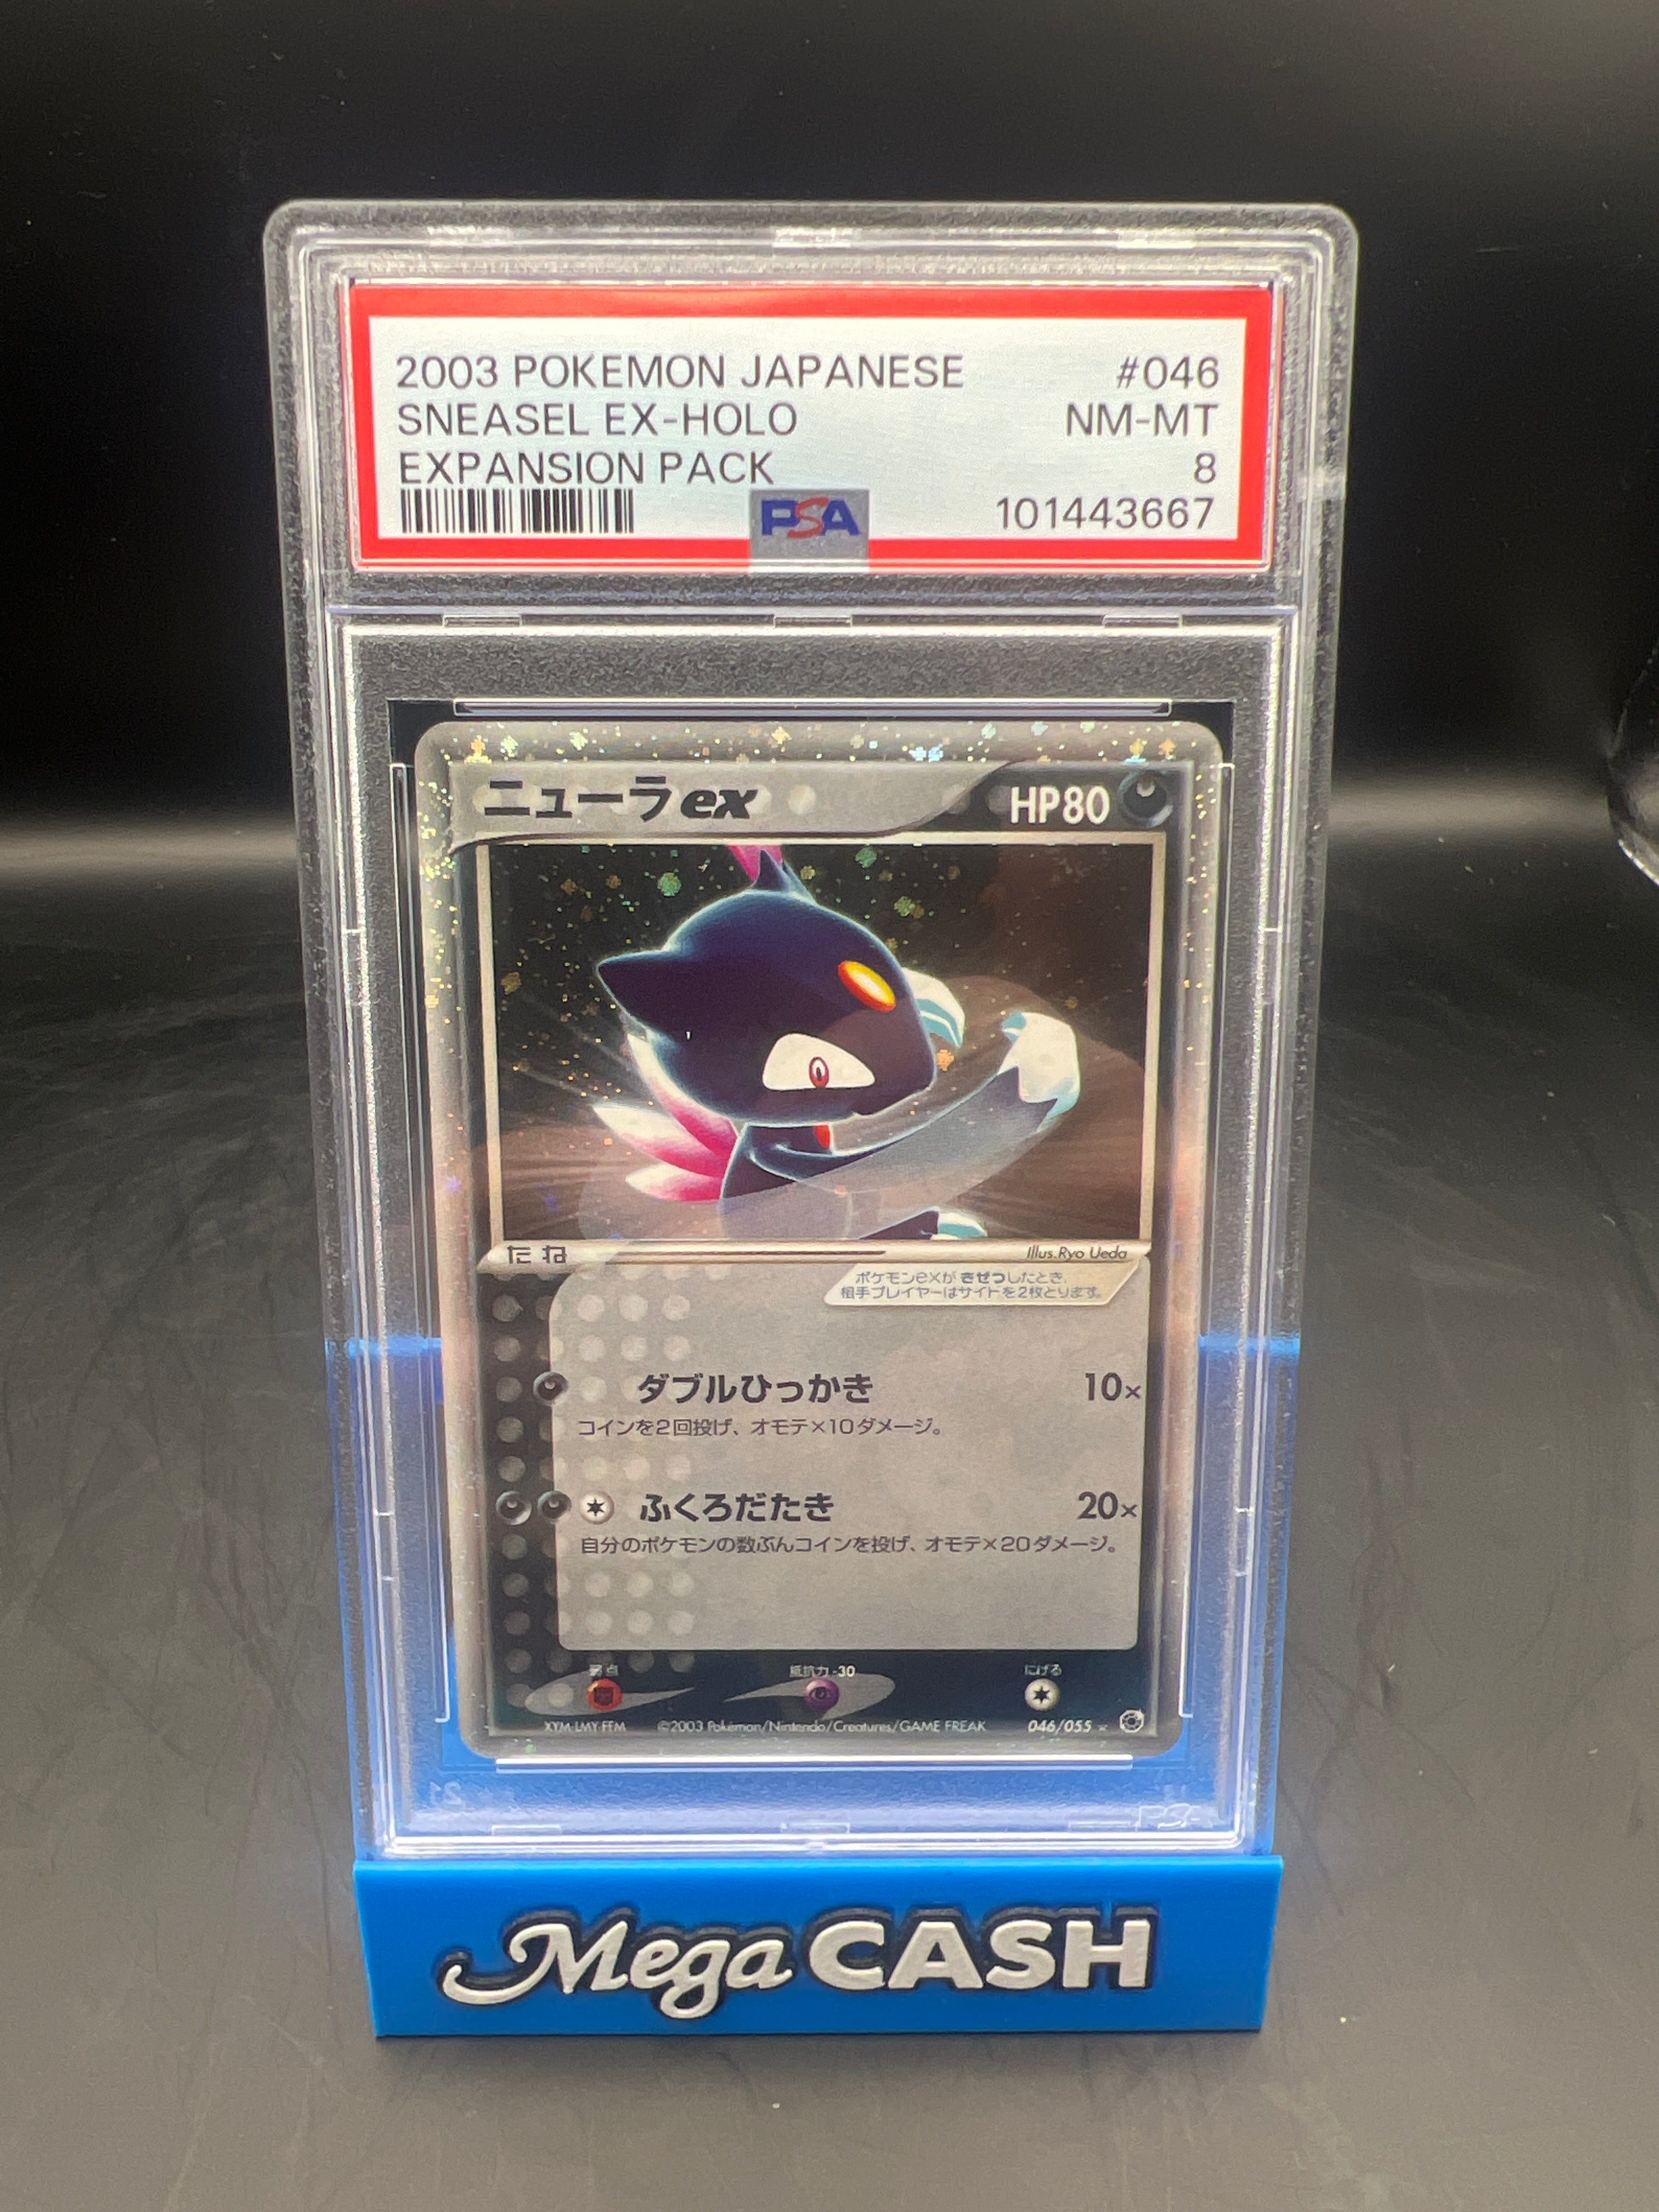 2003 POKEMON JAPANESE #046
SNEASEL EX-HOLO NM-MT
EXPANSION PACK 8
PSA 101443667
ニューラex HP80
たね Illus.Ryo Ueda
ポケモンexがきぜつしたとき、
相手プレイヤーはサイドを2枚とります。
ダブルひっかき 10×
コインを2回投げ、オモテ×10ダメージ。
ふくろだたき 20×
自分のポケモンの数ぶんコインを投げ、オモテ×20ダメージ。
弱点 抵抗力 -30 にげる
©2003 Pokémon/Nintendo/Creatures/GAME FREAK 046/055
Mega CASH